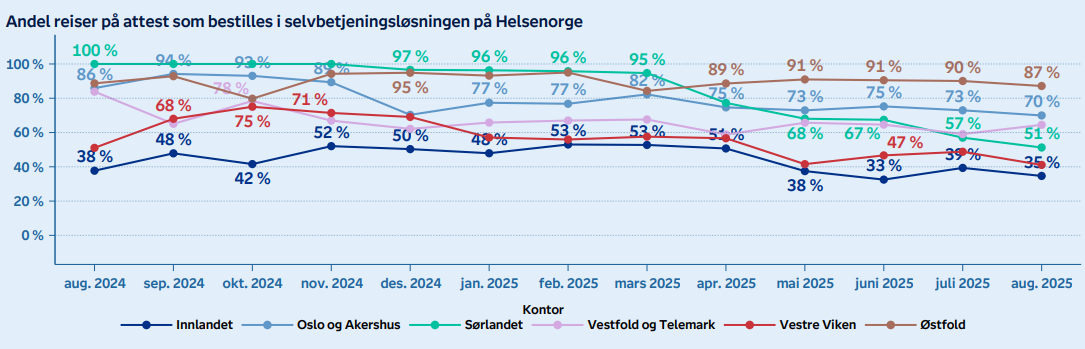 Andel reiser på attest som bestilles i selvbetjeningsløsningen på Helsenorge
100 % 97 % 96 % 96 % 95 %
86 % 94 % 93 % 89 % 95 % 77 % 77 % 82 % 89 % 91 % 91 % 90 % 87 %
78 % 71 % 75 % 73 % 75 % 73 % 70 %
68 % 75 % 68 % 67 % 57 % 51 %
38 % 48 % 42 % 52 % 50 % 48 % 53 % 53 % 51 % 38 % 33 % 47 % 39 % 35 %
100 %
80 %
60 %
40 %
20 %
0 %
aug. 2024 sep. 2024 okt. 2024 nov. 2024 des. 2024 jan. 2025 feb. 2025 mars 2025 apr. 2025 mai 2025 juni 2025 juli 2025 aug. 2025
Kontor
Innlandet Oslo og Akershus Sørlandet Vestfold og Telemark Vestre Viken Østfold